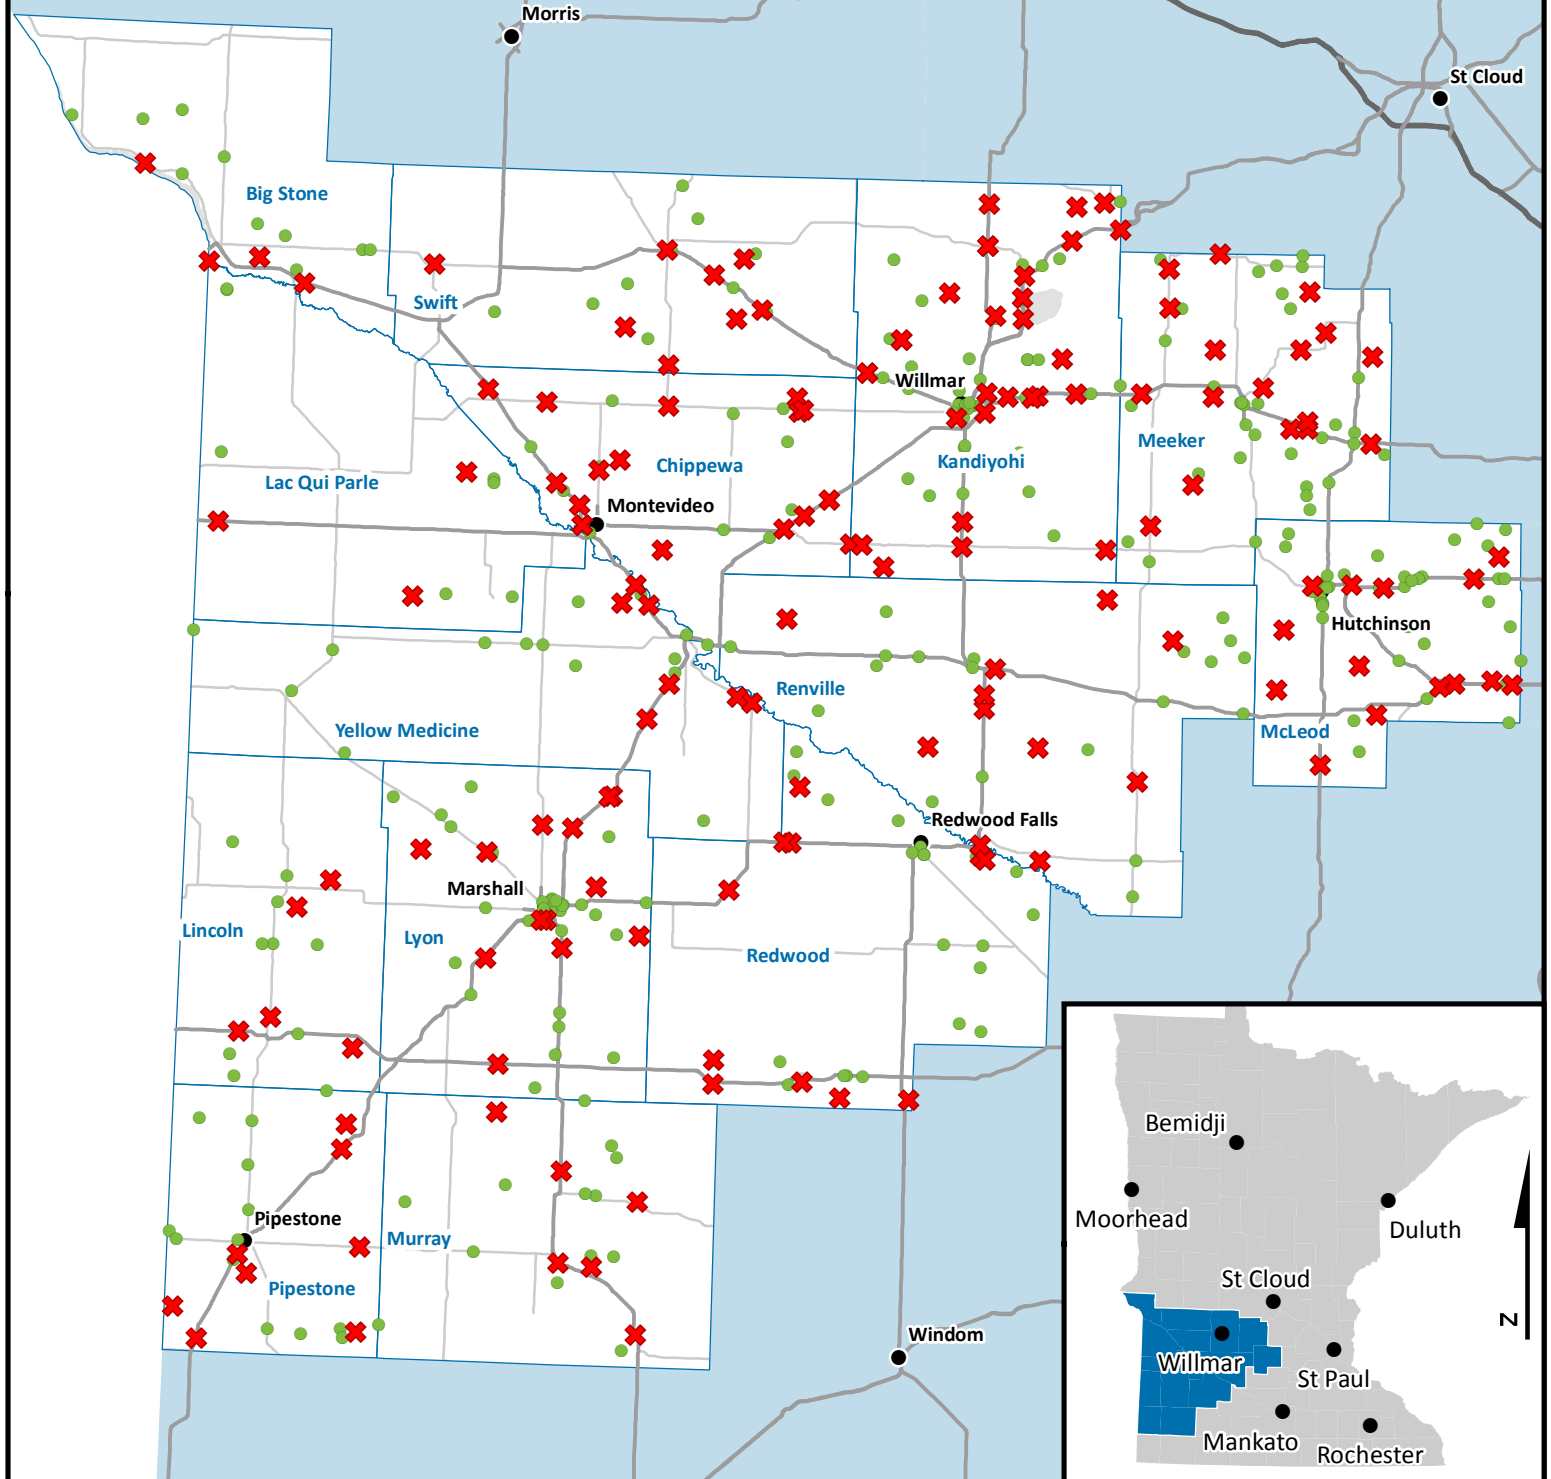 Morris
St Cloud
Big Stone
Swift
Willmar
Meeker
Kandiyohi
Chippewa
Lac Qui Parle
Montevideo
Hutchinson
Renville
Yellow Medicine
McLeod
Redwood Falls
Marshall
Lincoln
Lyon
Redwood
Pipestone
Murray
Pipestone
Windom
Bemidji
Moorhead
Duluth
St Cloud
N
Willmar
St Paul
Mankato
Rochester